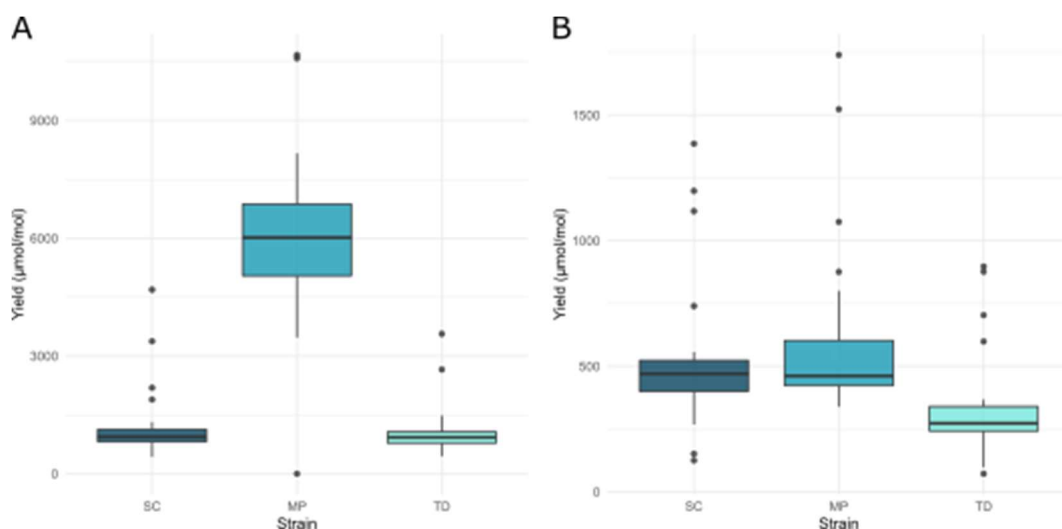 A
Yield (μmol/mol)
9000
6000
3000
0
SC MP TD
Strain
B
Yield (μmol/mol)
1500
1000
500
0
SC MP TD
Strain